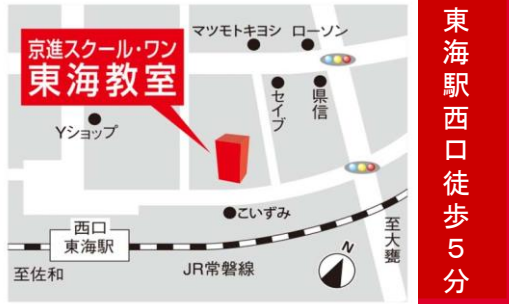 マツモトキヨシ
ローソン
京進スクール・ワン
東海教室
セイブ
県信
Yショップ
こいずみ
西口
東海駅
至大甕
至佐和
JR常磐線
N
東海駅西口徒歩5分